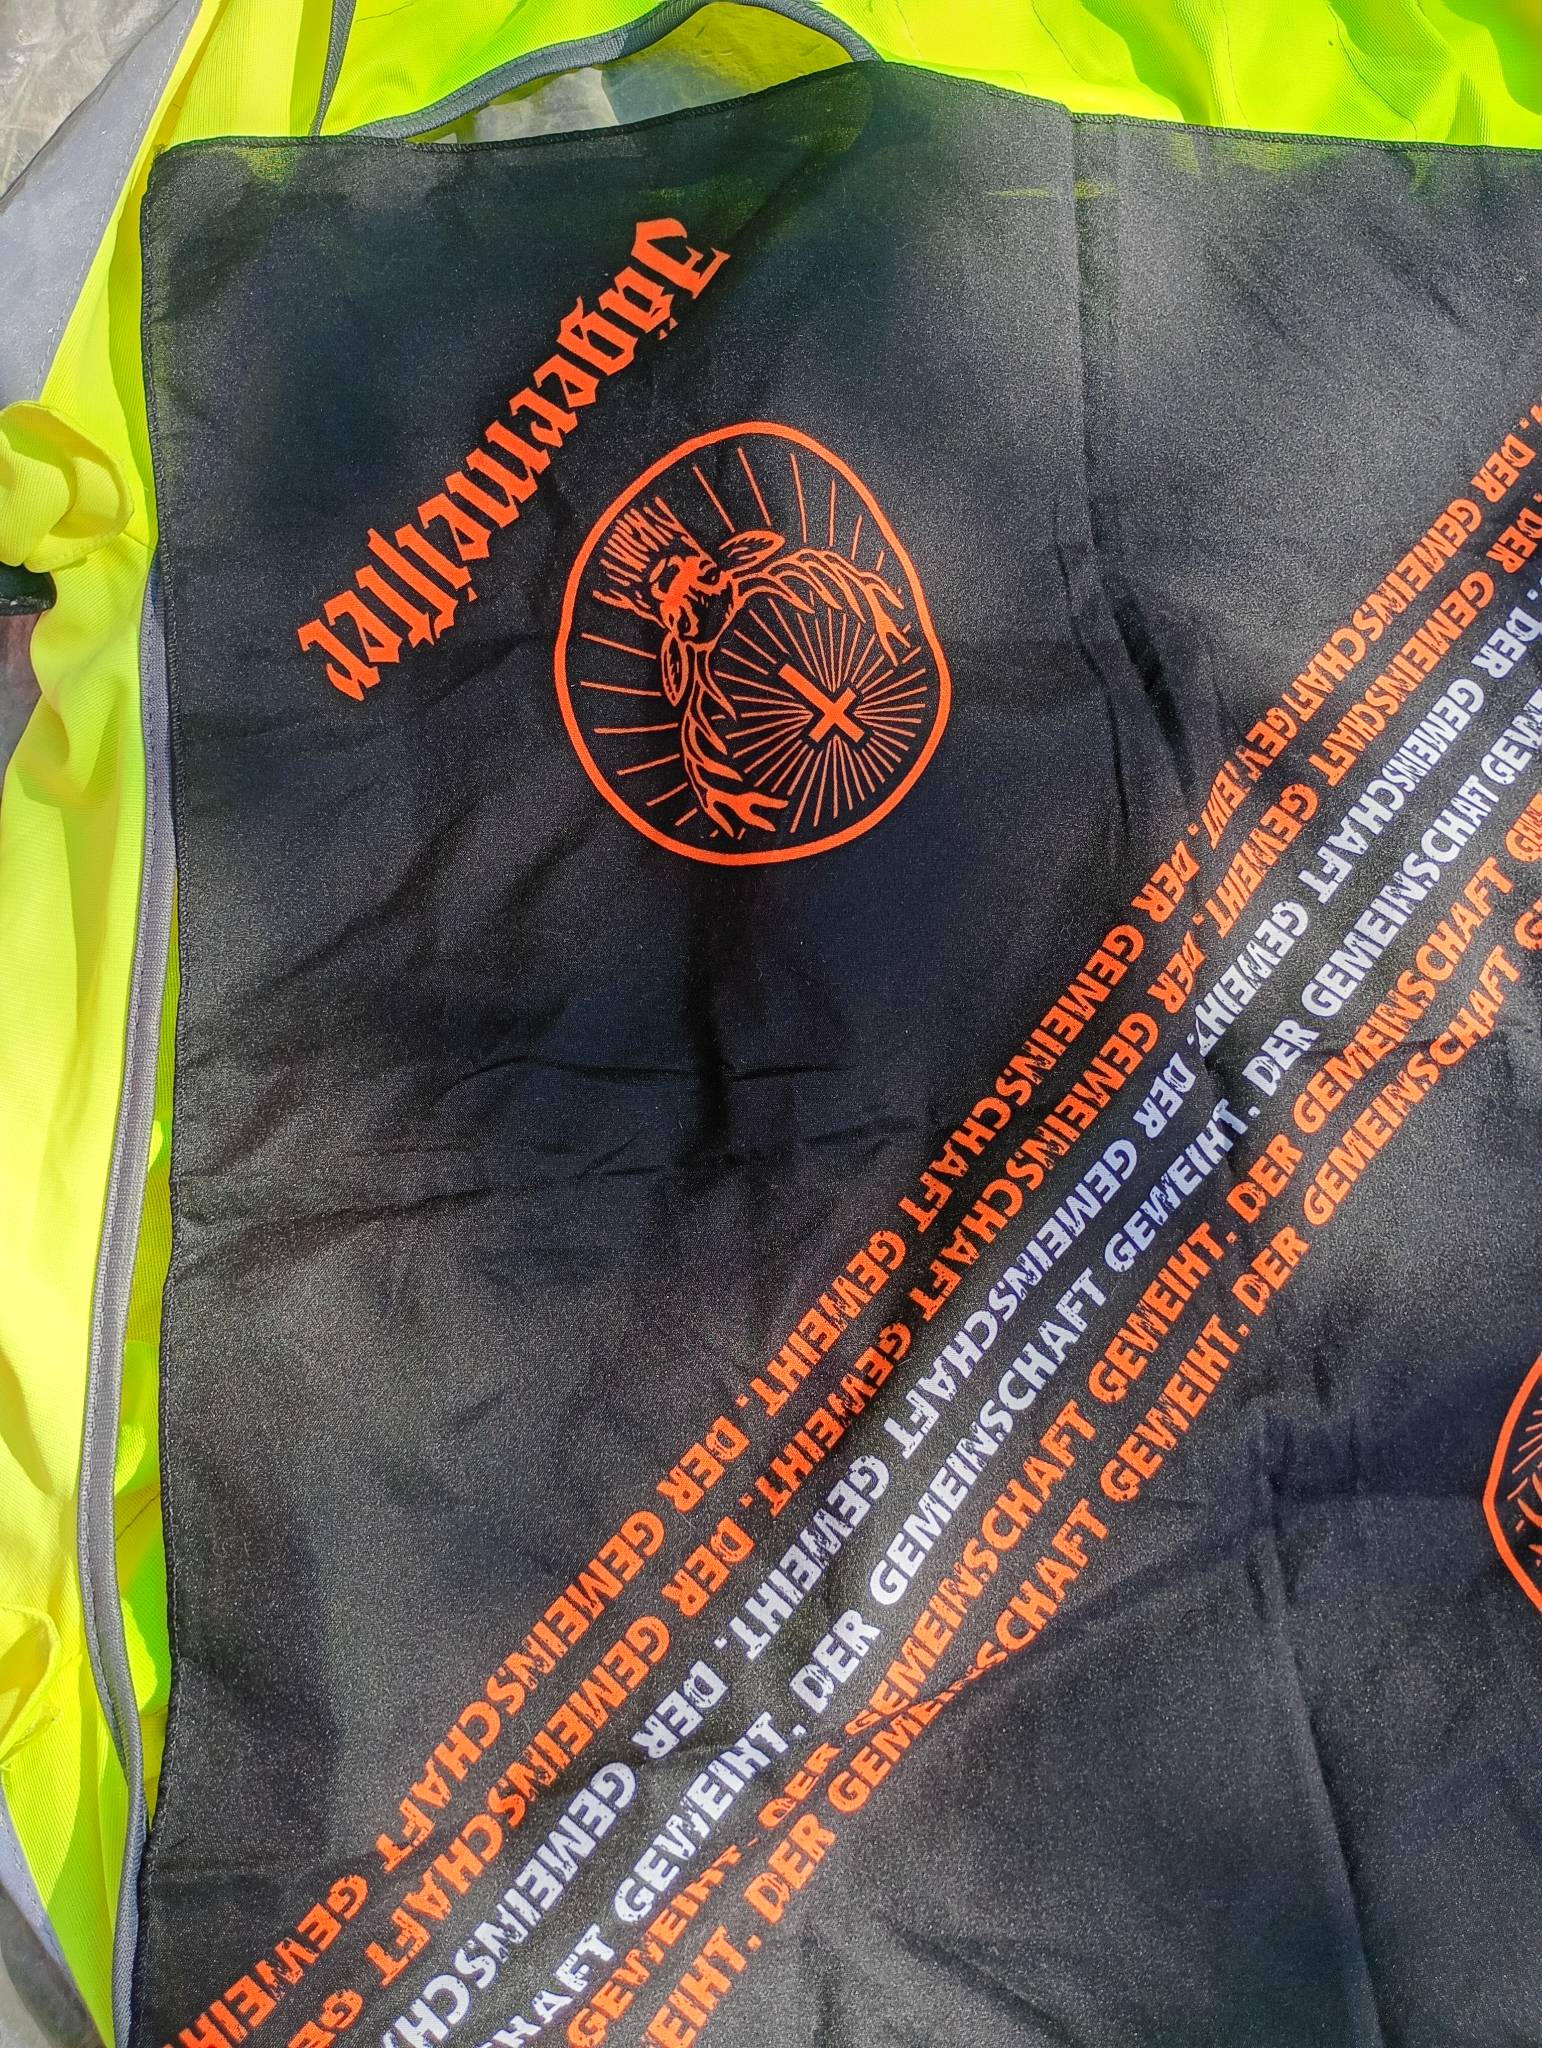 Jägermeister
. DER GEMEINSCHAFT GEWEIHT. DER GEMEINSCHAFT GEWEIHT. DER GEMEINSCHAFT GEWEIHT
DER GEMEINSCHAFT GEWEIHT. DER GEMEINSCHAFT GEWEIHT. DER GEMEINSCHAFT
. DER GEMEINSCHAFT GEWEIHT. DER GEMEINSCHAFT GEWEIHT. DER GEMEINSCHAFT
GEWEIHT. DER GEMEINSCHAFT GEWEIHT. DER GEMEINSCHAFT
GEWEIHT. DER GEMEINSCHAFT GEWEIHT. DER GEMEINSCHAFT
DER GEMEINSCHAFT GEWEIHT. DER GEMEINSCHAFT